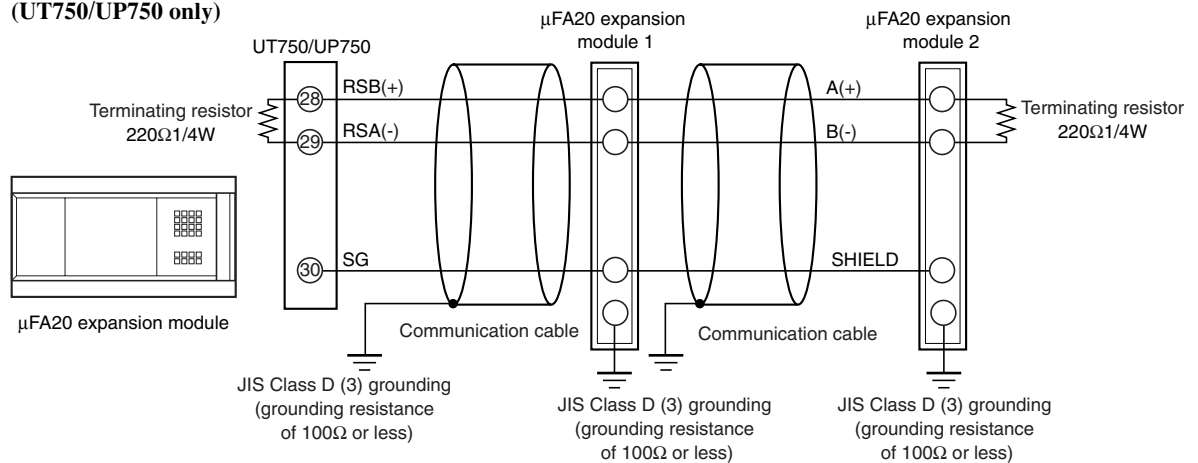 (UT750/UP750 only)
UT750/UP750
μFA20 expansion
module 1
μFA20 expansion
module 2
Terminating resistor
220Ω1/4W
28
RSB(+)
A(+)
29
RSA(-)
B(-)
Terminating resistor
220Ω1/4W
30
SG
SHIELD
μFA20 expansion module
Communication cable
Communication cable
JIS Class D (3) grounding
(grounding resistance
of 100Ω or less)
JIS Class D (3) grounding
(grounding resistance
of 100Ω or less)
JIS Class D (3) grounding
(grounding resistance
of 100Ω or less)